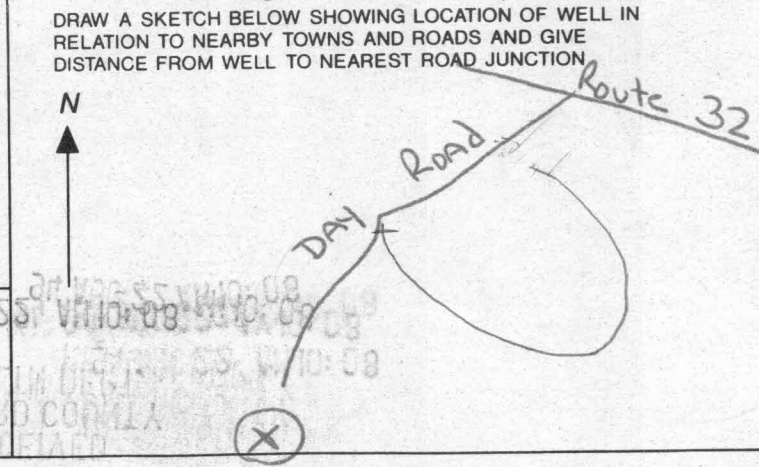 DRAW A SKETCH BELOW SHOWING LOCATION OF WELL IN
RELATION TO NEARBY TOWNS AND ROADS AND GIVE
DISTANCE FROM WELL TO NEAREST ROAD JUNCTION
N
Route 32
DAY ROAD
X